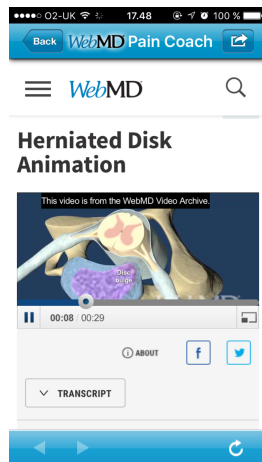 O2-UK 17.48 100 %
Back WebMD Pain Coach
WebMD
Herniated Disk
Animation
This video is from the WebMD Video Archive.
Disc
bulge
00:08 / 00:29
ABOUT
TRANSCRIPT